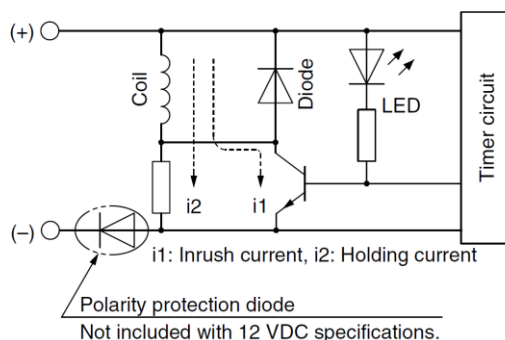 (+)
Coil
Diode
LED
Timer circuit
i2
i1
(−)
i1: Inrush current, i2: Holding current
Polarity protection diode
Not included with 12 VDC specifications.